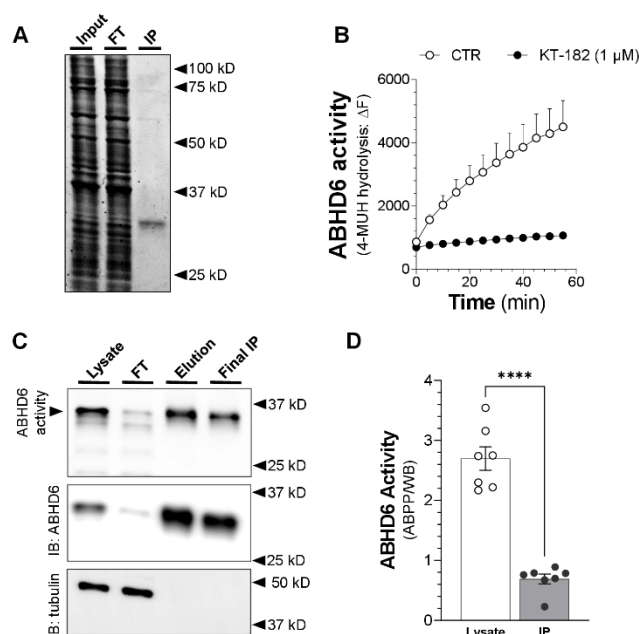 A
Input
FT
IP
100 kD
75 kD
50 kD
37 kD
25 kD
B
CTR
KT-182 (1 µM)
ABHD6 activity
(4-MUH hydrolysis: ΔF)
6000
4000
2000
0
0
20
40
60
Time (min)
C
Lysate
FT
Elution
Final IP
ABHD6
activity
37 kD
25 kD
IB: ABHD6
37 kD
25 kD
B: tubulin
50 kD
37 kD
D
****
ABHD6 Activity
(ABPP/WB)
4
3
2
1
0
Lysate
IP